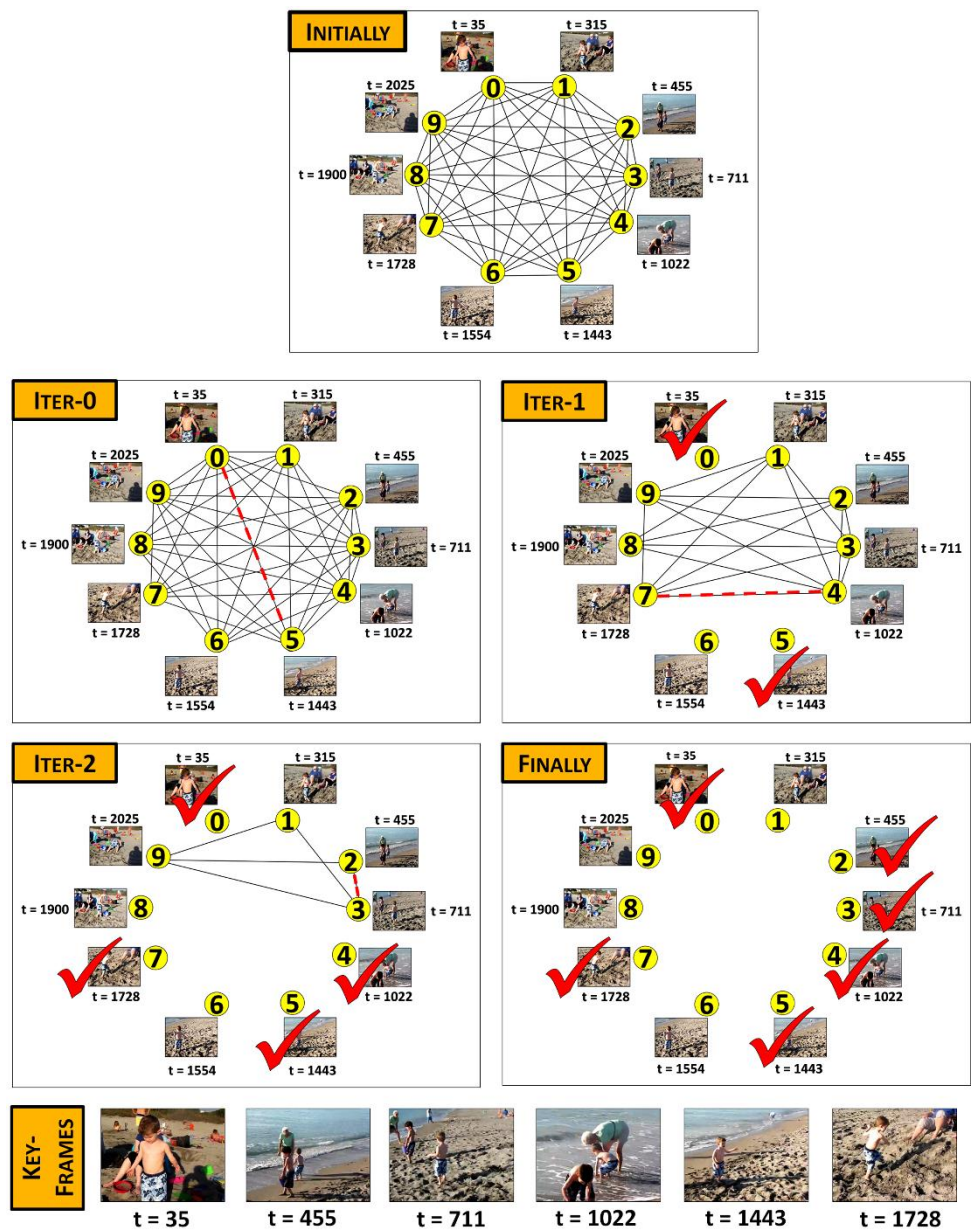 INITIALLY
t = 35
t = 315
t = 2025
t = 455
0
1
9
2
t = 1900
8
3
t = 711
7
4
t = 1728
t = 1022
6
5
t = 1554
t = 1443
ITER-0
t = 35
t = 315
t = 2025
t = 455
0
1
9
2
t = 1900
8
3
t = 711
7
4
t = 1728
t = 1022
6
5
t = 1554
t = 1443
ITER-1
t = 35
t = 315
t = 2025
t = 455
0
1
9
2
t = 1900
8
3
t = 711
7
4
t = 1728
t = 1022
6
5
t = 1554
t = 1443
ITER-2
t = 35
t = 315
t = 2025
t = 455
0
1
9
2
t = 1900
8
3
t = 711
7
4
t = 1728
t = 1022
6
5
t = 1554
t = 1443
FINALLY
t = 35
t = 315
t = 2025
t = 455
0
1
9
2
t = 1900
8
3
t = 711
7
4
t = 1728
t = 1022
6
5
t = 1554
t = 1443
KEY-
FRAMES
t = 35
t = 455
t = 711
t = 1022
t = 1443
t = 1728